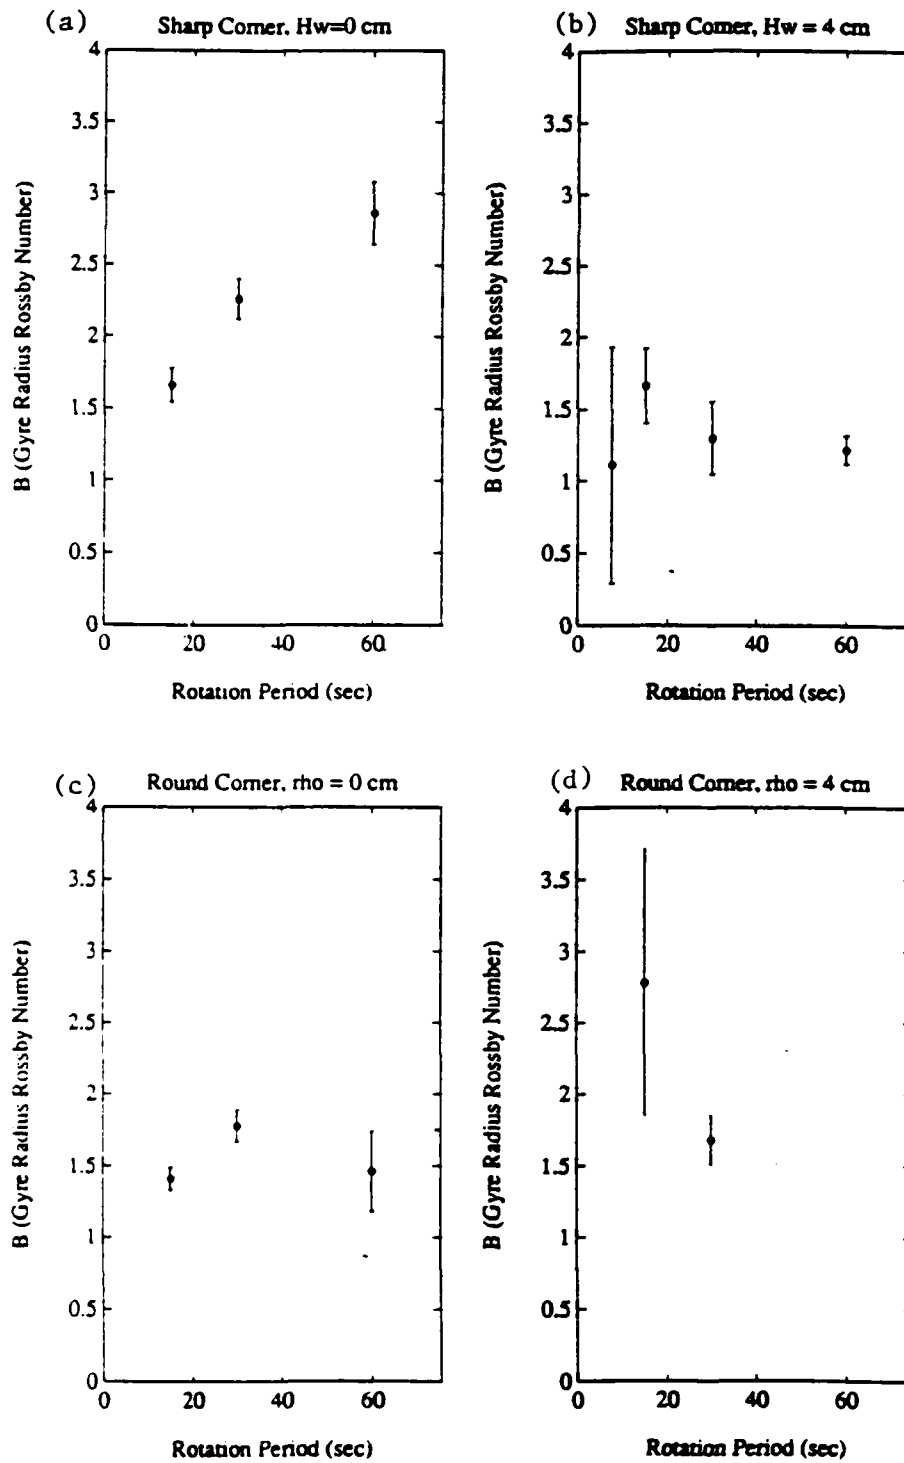 (a) Sharp Corner, Hw=0 cm
4
3.5
3
2.5
2
1.5
1
0.5
0
0 20 40 60
B (Gyre Radius Rossby Number)
Rotation Period (sec)
(b) Sharp Corner, Hw = 4 cm
4
3.5
3
2.5
2
1.5
1
0.5
0
0 20 40 60
B (Gyre Radius Rossby Number)
Rotation Period (sec)
(c) Round Corner, rho = 0 cm
4
3.5
3
2.5
2
1.5
1
0.5
0
0 20 40 60
B (Gyre Radius Rossby Number)
Rotation Period (sec)
(d) Round Corner, rho = 4 cm
4
3.5
3
2.5
2
1.5
1
0.5
0
0 20 40 60
B (Gyre Radius Rossby Number)
Rotation Period (sec)